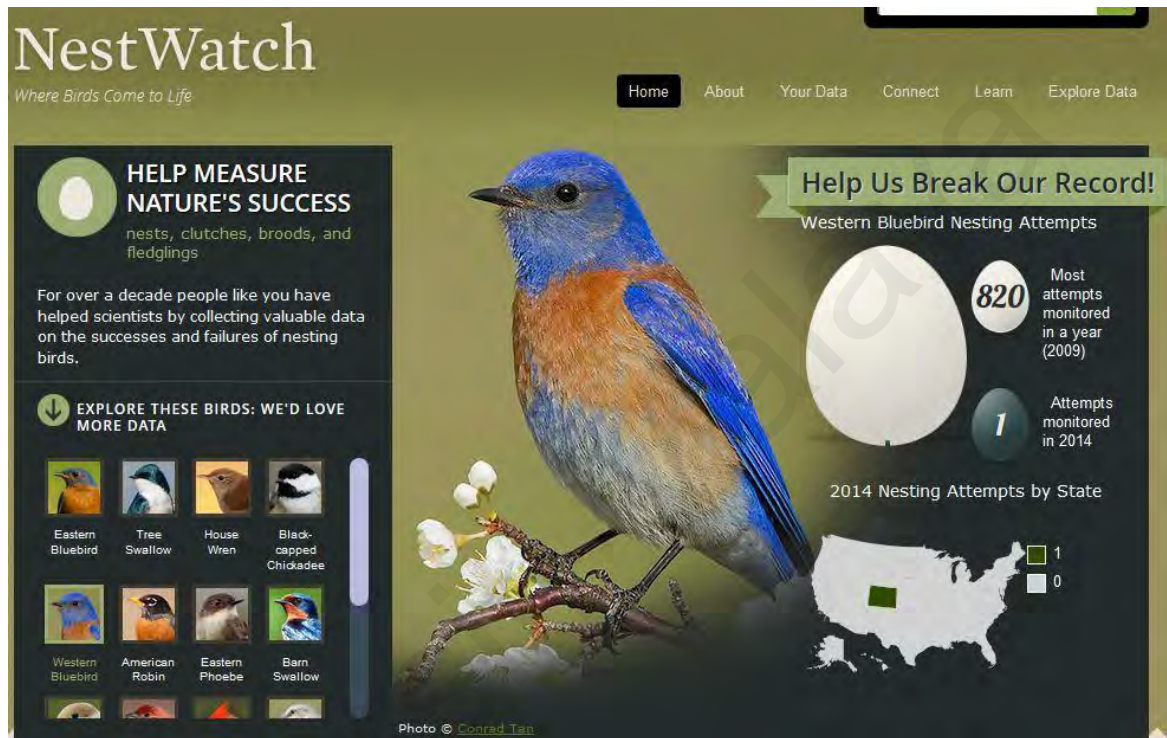 NestWatch
Where Birds Come to Life
Home About Your Data Connect Learn Explore Data
HELP MEASURE
NATURE'S SUCCESS
nests, clutches, broods, and
fledglings
For over a decade people like you have
helped scientists by collecting valuable data
on the successes and failures of nesting
birds.
EXPLORE THESE BIRDS: WE'D LOVE
MORE DATA
Eastern
Bluebird
Tree
Swallow
House
Wren
Black-
capped
Chickadee
Western
Bluebird
American
Robin
Eastern
Phoebe
Barn
Swallow
Photo © Conrad Tan
Help Us Break Our Record!
Western Bluebird Nesting Attempts
820
Most
attempts
monitored
in a year
(2009)
1
Attempts
monitored
in 2014
2014 Nesting Attempts by State
1
0